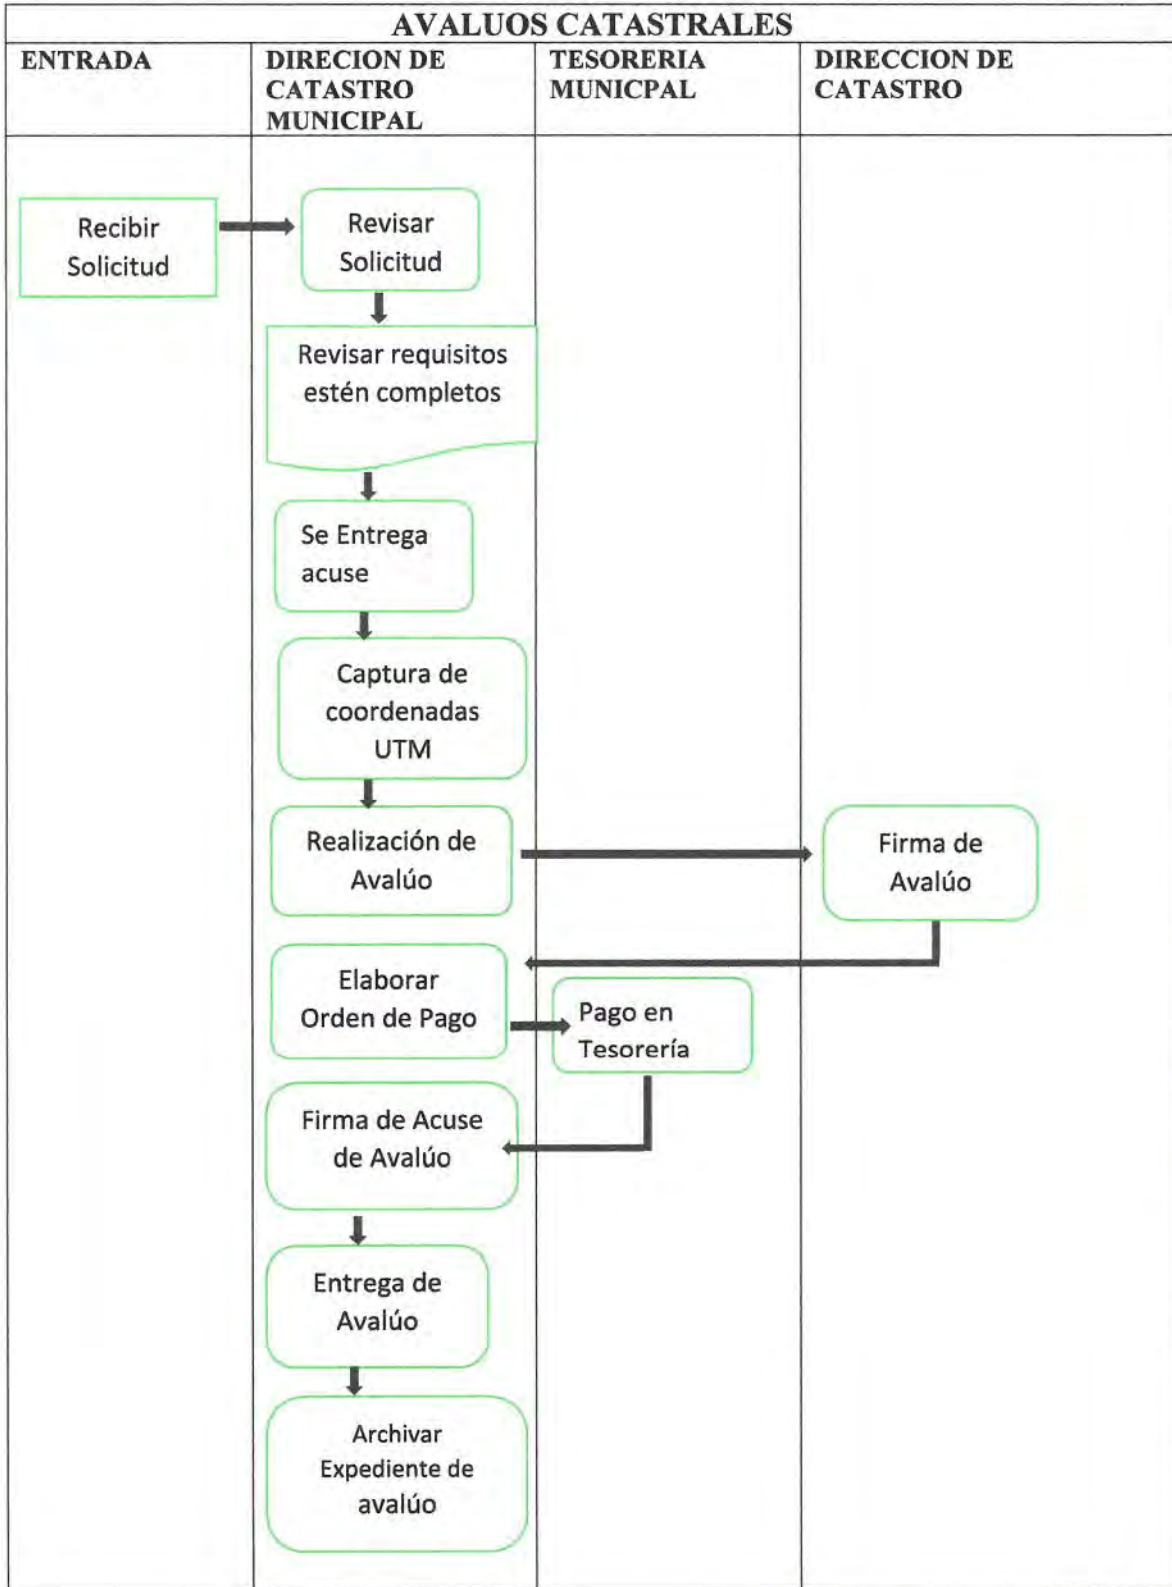 AVALUOS CATASTRALES
ENTRADA
DIRECION DE
CATASTRO
MUNICIPAL
TESORERIA
MUNICPAL
DIRECCION DE
CATASTRO
Recibir
Solicitud
Revisar
Solicitud
Revisar requisitos
estén completos
Se Entrega
acuse
Captura de
coordenadas
UTM
Realización de
Avalúo
Firma de
Avalúo
Elaborar
Orden de Pago
Pago en
Tesorería
Firma de Acuse
de Avalúo
Entrega de
Avalúo
Archivar
Expediente de
avalúo